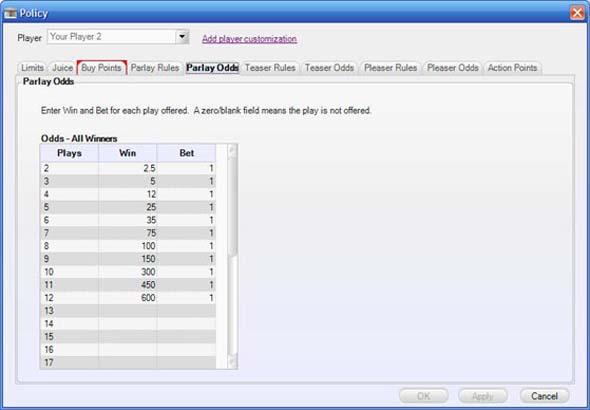 Policy
Player Your Player 2 Add player customization
Limits Juice Buy Points Parlay Rules Parlay Odds Teaser Rules Teaser Odds Pleaser Rules Pleaser Odds Action Points
Parlay Odds
Enter Win and Bet for each play offered. A zero/blank field means the play is not offered.
Odds - All Winners
Plays Win Bet
2 2.5 1
3 5 1
4 12 1
5 25 1
6 35 1
7 75 1
8 100 1
9 150 1
10 300 1
11 450 1
12 600 1
13
14
15
16
17
OK Apply Cancel